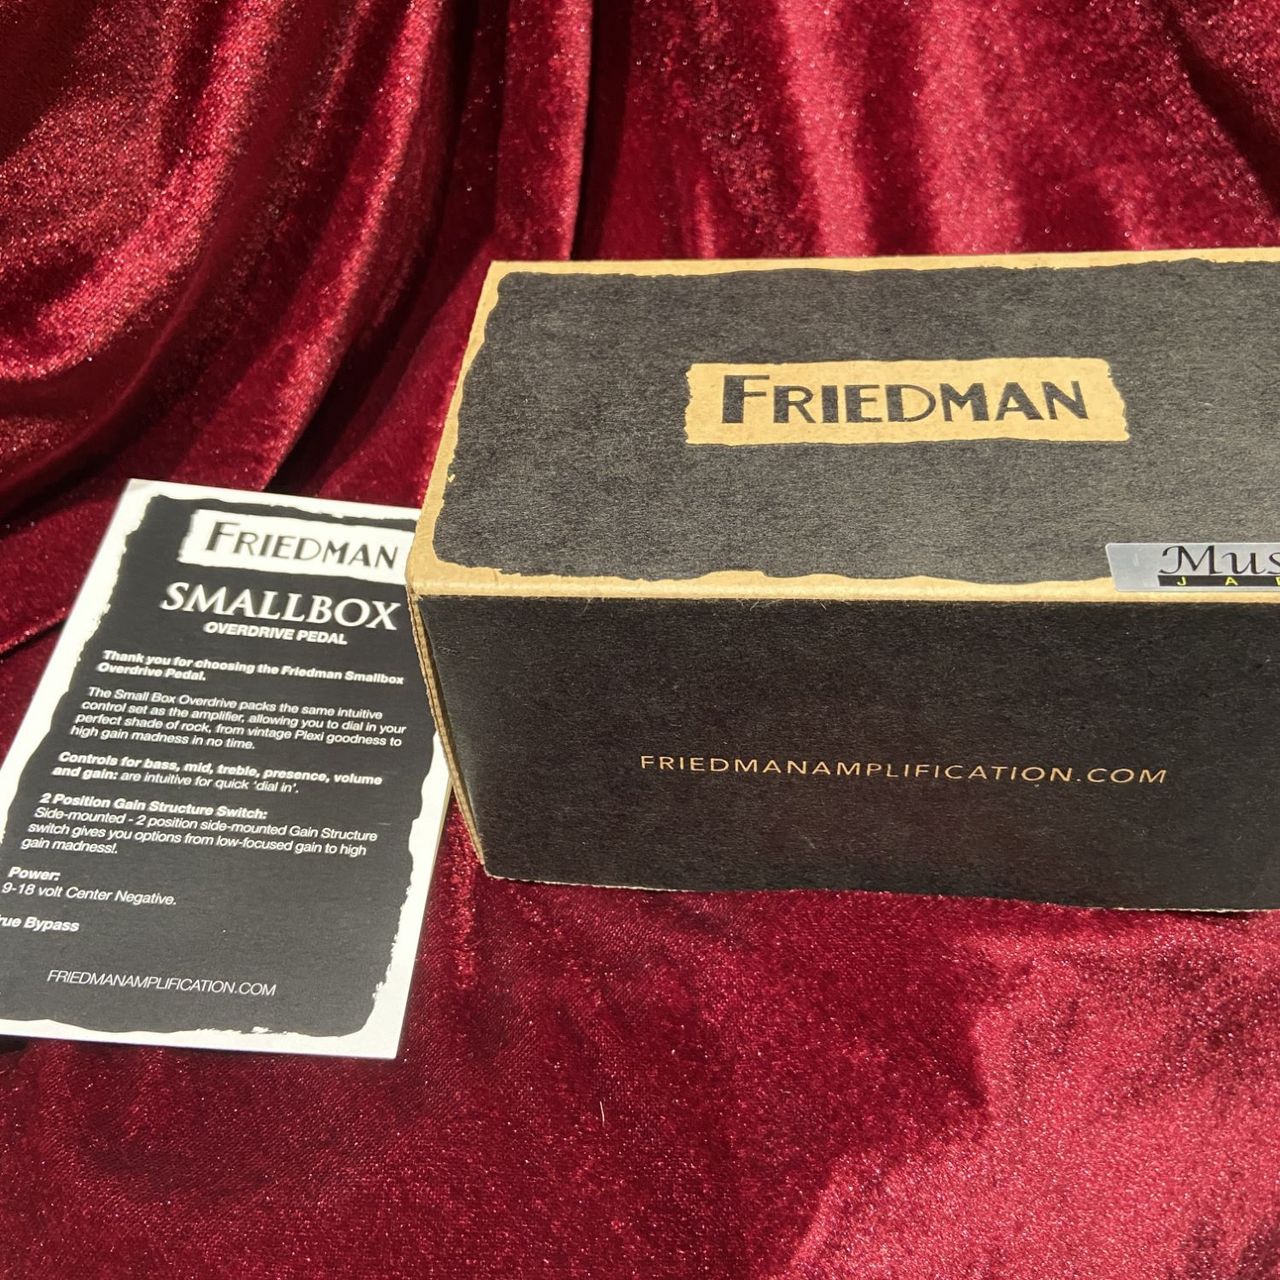 FRIEDMAN
FRIEDMANAMPLIFICATION.COM
FRIEDMAN
SMALLBOX
OVERDRIVE PEDAL
Thank you for choosing the Friedman Smallbox
Overdrive Pedal.
The Small Box Overdrive packs the same intuitive
control set as the amplifier, allowing you to dial in your
perfect shade of rock, from vintage Plexi goodness to
high gain madness in no time.
Controls for bass, mid, treble, presence, volume
and gain: are intuitive for quick ‘dial in’.
2 Position Gain Structure Switch:
Side-mounted - 2 position side-mounted Gain Structure
switch gives you options from low-focused gain to high
gain madness!.
Power:
9-18 volt Center Negative.
rue Bypass
FRIEDMANAMPLIFICATION.COM